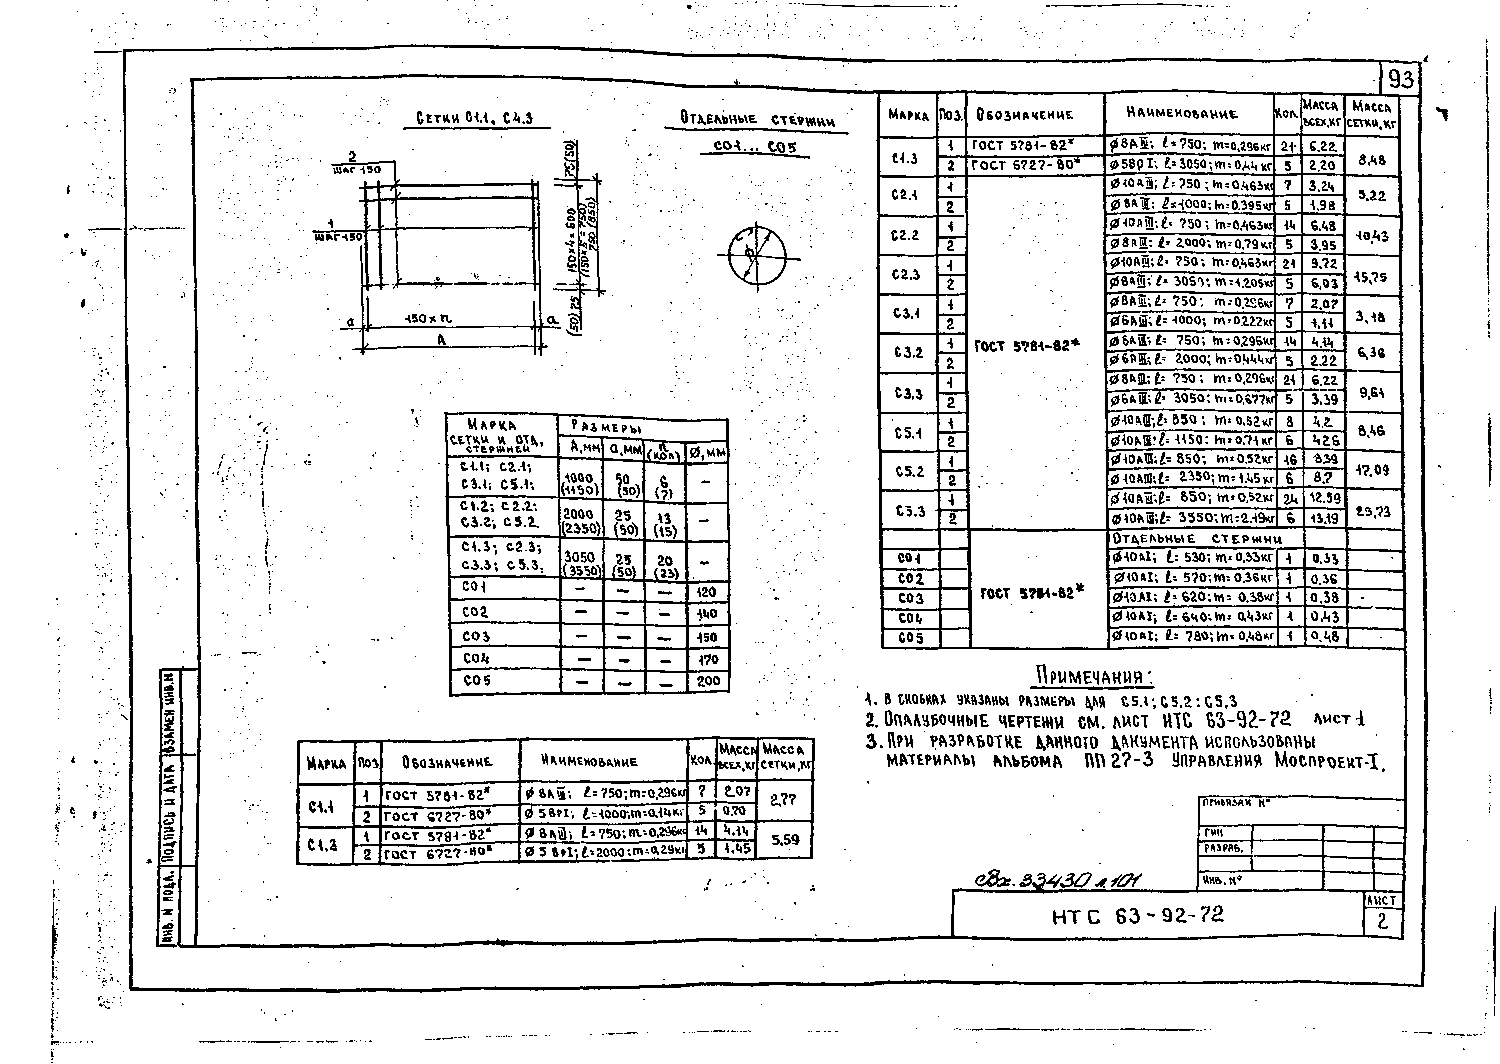 93
Сетки С1.1, С4.3
Отдельные стержни
СО1... СО5
2
шаг 150
1
шаг 150
75 (50)
150×4=600
(150×5=750)
750 (850)
(50) 25
а 150×n а
А
Ø
Марка сетки и отд. стержней | Размеры
А, мм | а, мм | n (кол) | Ø, мм
С1.1; С2.1; С3.1; С5.1; | 1000 (1150) | 50 (50) | 6 (7) | –
С1.2; С2.2; С3.2; С5.2 | 2000 (2350) | 25 (50) | 13 (15) | –
С1.3; С2.3; С3.3; С5.3. | 3050 (3550) | 25 (50) | 20 (23) | –
СО1 | – | – | – | 120
СО2 | – | – | – | 140
СО3 | – | – | – | 150
СО4 | – | – | – | 170
СО5 | – | – | – | 200
Марка | Поз | Обозначение | Наименование | Кол. | Масса всех, кг | Масса сетки, кг
С1.1 | 1 | ГОСТ 5781-82* | Ø 8АIII; ℓ=750; m=0,296кг | 7 | 2.07 | 2,77
2 | ГОСТ 6727-80* | Ø 5ВрI; ℓ=1000; m=0,14кг | 5 | 0,70
С1.2 | 1 | ГОСТ 5781-82* | Ø 8АIII; ℓ=750; m=0,296кг | 14 | 4.14 | 5,59
2 | ГОСТ 6727-80* | Ø 5ВрI; ℓ=2000; m=0,29кг | 5 | 1.45
Марка | Поз. | Обозначение | Наименование | Кол. | Масса всех, кг | Масса сетки, кг
С1.3 | 1 | ГОСТ 5781-82* | Ø8АIII; ℓ=750; m=0,296кг | 21 | 6.22 | 8,48
2 | ГОСТ 6727-80* | Ø5ВрI; ℓ=3050; m=0,44кг | 5 | 2,20
ГОСТ 5781-82*
С2.1 | 1 | Ø10АIII; ℓ=750; m=0,463кг | 7 | 3,24 | 5,22
2 | Ø8АIII; ℓ=1000; m=0,395кг | 5 | 1,98
С2.2 | 1 | Ø10АIII; ℓ=750; m=0,463кг | 14 | 6,48 | 10,43
2 | Ø8АIII; ℓ=2000; m=0,79кг | 5 | 3,95
С2.3 | 1 | Ø10АIII; ℓ=750; m=0,463кг | 21 | 9.72 | 15,75
2 | Ø8АIII; ℓ=3050; m=1,205кг | 5 | 6,03
С3.1 | 1 | Ø8АIII; ℓ=750; m=0,296кг | 7 | 2.07 | 3,18
2 | Ø6АIII; ℓ=1000; m=0.222кг | 5 | 1,11
С3.2 | 1 | Ø8АIII; ℓ=750; m=0,296кг | 14 | 4.14 | 6,36
2 | Ø6АIII; ℓ=2000; m=0,444кг | 5 | 2.22
С3.3 | 1 | Ø8АIII; ℓ=750; m=0,296кг | 21 | 6,22 | 9,61
2 | Ø6АIII; ℓ=3050; m=0,677кг | 5 | 3,39
С5.1 | 1 | Ø10АIII; ℓ=850; m=0,52кг | 8 | 4.2 | 8,46
2 | Ø10АIII; ℓ=1150; m=0,71кг | 6 | 4.26
С5.2 | 1 | Ø10АIII; ℓ=850; m=0,52кг | 16 | 8.39 | 17,09
2 | Ø10АIII; ℓ=2350; m=1.45кг | 6 | 8,7
С5.3 | 1 | Ø10АIII; ℓ=850; m=0,52кг | 24 | 12.59 | 25,73
2 | Ø10АIII; ℓ=3550; m=2.19кг | 6 | 13,19
Отдельные стержни
ГОСТ 5781-82*
СО1 | Ø10АI; ℓ=530; m=0,33кг | 1 | 0,33
СО2 | Ø10АI; ℓ=570; m=0,36кг | 1 | 0,36
СО3 | Ø10АI; ℓ=620; m=0,38кг | 1 | 0,38
СО4 | Ø10АI; ℓ=640; m=0,43кг | 1 | 0,43
СО5 | Ø10АI; ℓ=780; m=0,48кг | 1 | 0,48
Примечания:
1. В скобках указаны размеры для С5.1; С5.2; С5.3
2. Опалубочные чертежи см. лист НТС 63-92-72 лист 1
3. При разработке данного дакумента использованы
материалы альбома ПП 27-3 управления Моспроект-1.
Привязан №
ГИП
Разраб.
Инв. №
Вх. 33430 л. 101
НТС 63-92-72
Лист
2
Инв. N подл. Подпись и дата Взамен инв. N